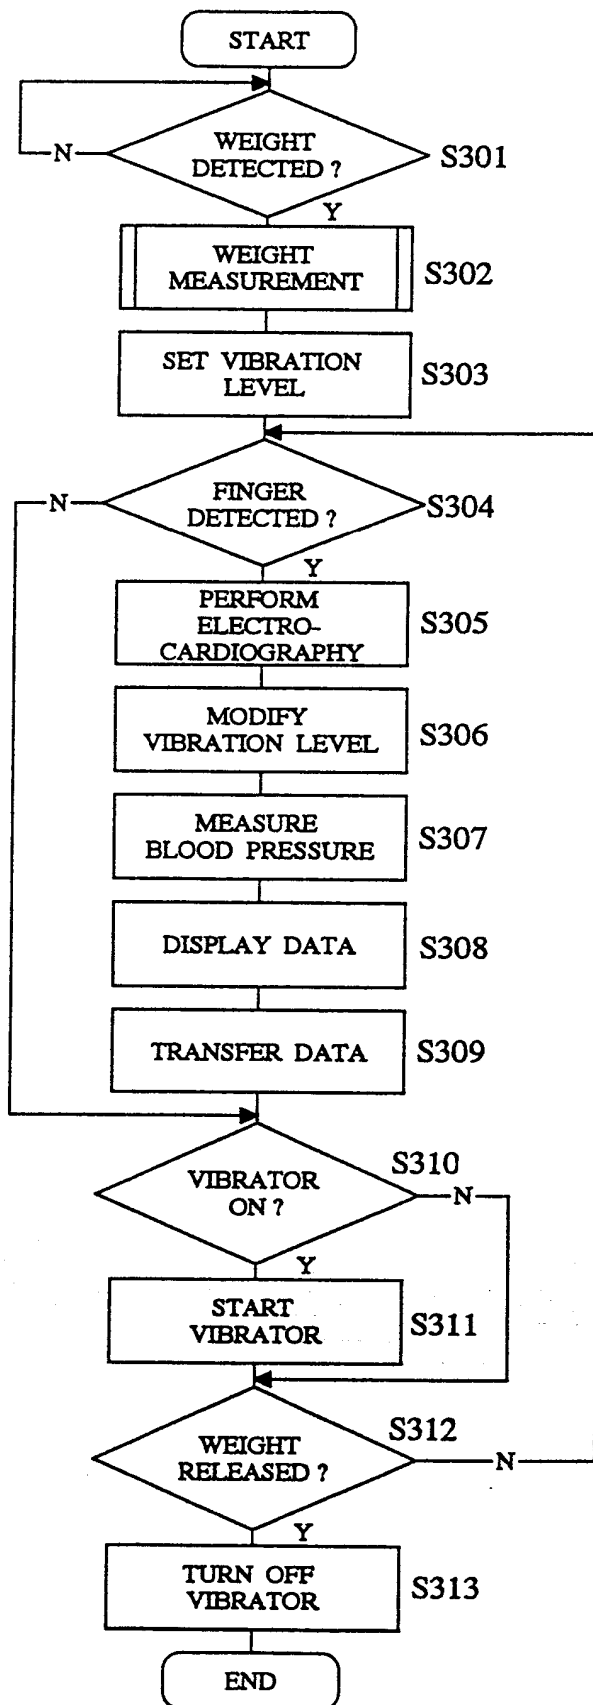 START
WEIGHT
DETECTED ?
S301
N
Y
WEIGHT
MEASUREMENT
S302
SET VIBRATION
LEVEL
S303
FINGER
DETECTED ?
S304
N
Y
PERFORM
ELECTRO-
CARDIOGRAPHY
S305
MODIFY
VIBRATION LEVEL
S306
MEASURE
BLOOD PRESSURE
S307
DISPLAY DATA
S308
TRANSFER DATA
S309
VIBRATOR
ON ?
S310
N
Y
START
VIBRATOR
S311
WEIGHT
RELEASED ?
S312
N
Y
TURN OFF
VIBRATOR
S313
END